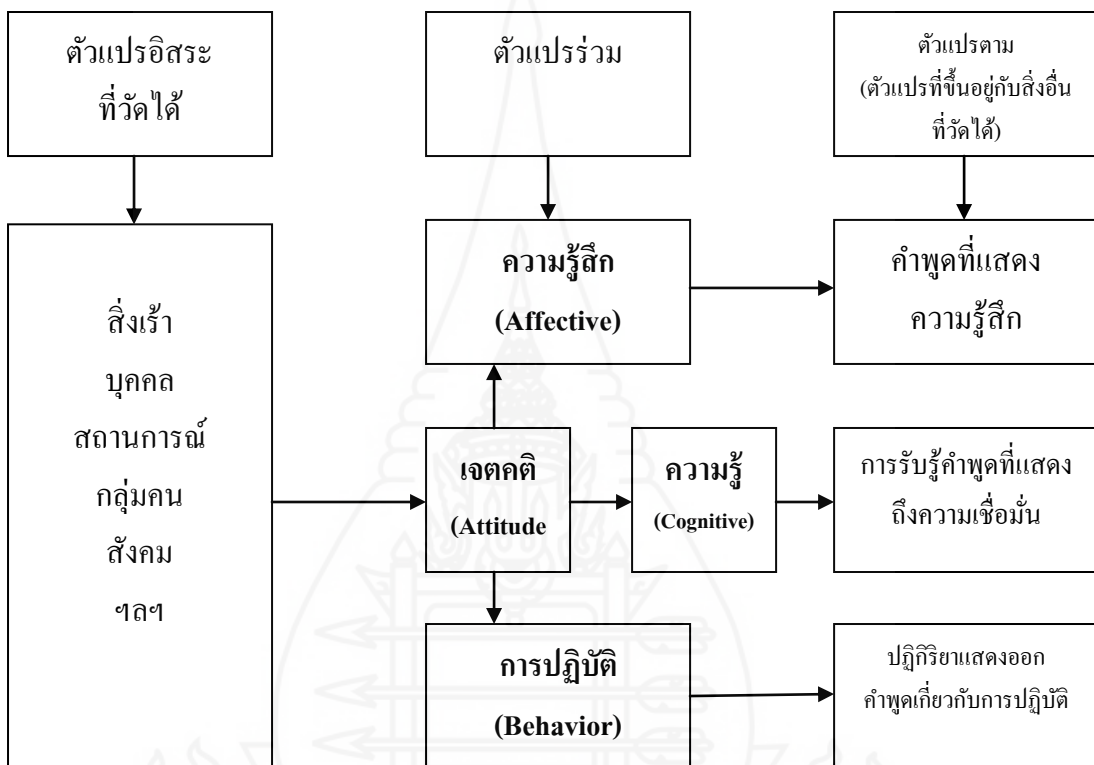 ตัวแปรอิสระ
ที่วัดได้
ตัวแปรร่วม
ตัวแปรตาม
(ตัวแปรที่ขึ้นอยู่กับสิ่งอื่น
ที่วัดได้)
สิ่งเร้า
บุคคล
สถานการณ์
กลุ่มคน
สังคม
ฯลฯ
ความรู้สึก
(Affective)
คำพูดที่แสดง
ความรู้สึก
เจตคติ
(Attitude
ความรู้
(Cognitive)
การรับรู้คำพูดที่แสดง
ถึงความเชื่อมั่น
การปฏิบัติ
(Behavior)
ปฏิกิริยาแสดงออก
คำพูดเกี่ยวกับการปฏิบัติ